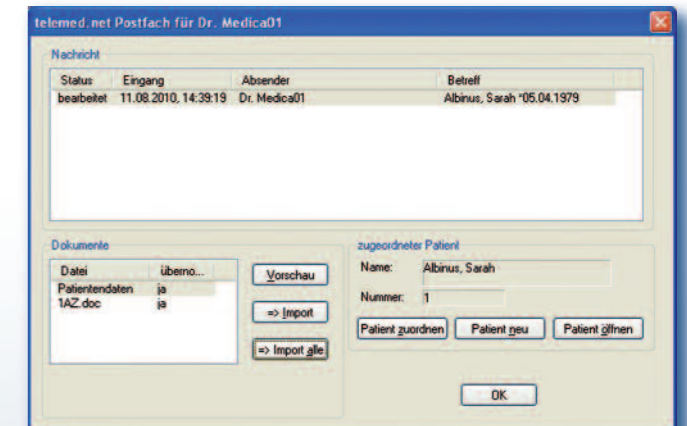 telemed.net Postfach für Dr. Medica01
Nachricht
Status Eingang Absender Betreff
bearbeitet 11.08.2010, 14:39:19 Dr. Medica01 Albinus, Sarah *05.04.1979
Dokumente
Datei überno...
Patientendaten ja
1AZ.doc ja
Vorschau
=> Import
=> Import alle
zugeordneter Patient
Name: Albinus, Sarah
Nummer: 1
Patient zuordnen Patient neu Patient öffnen
OK